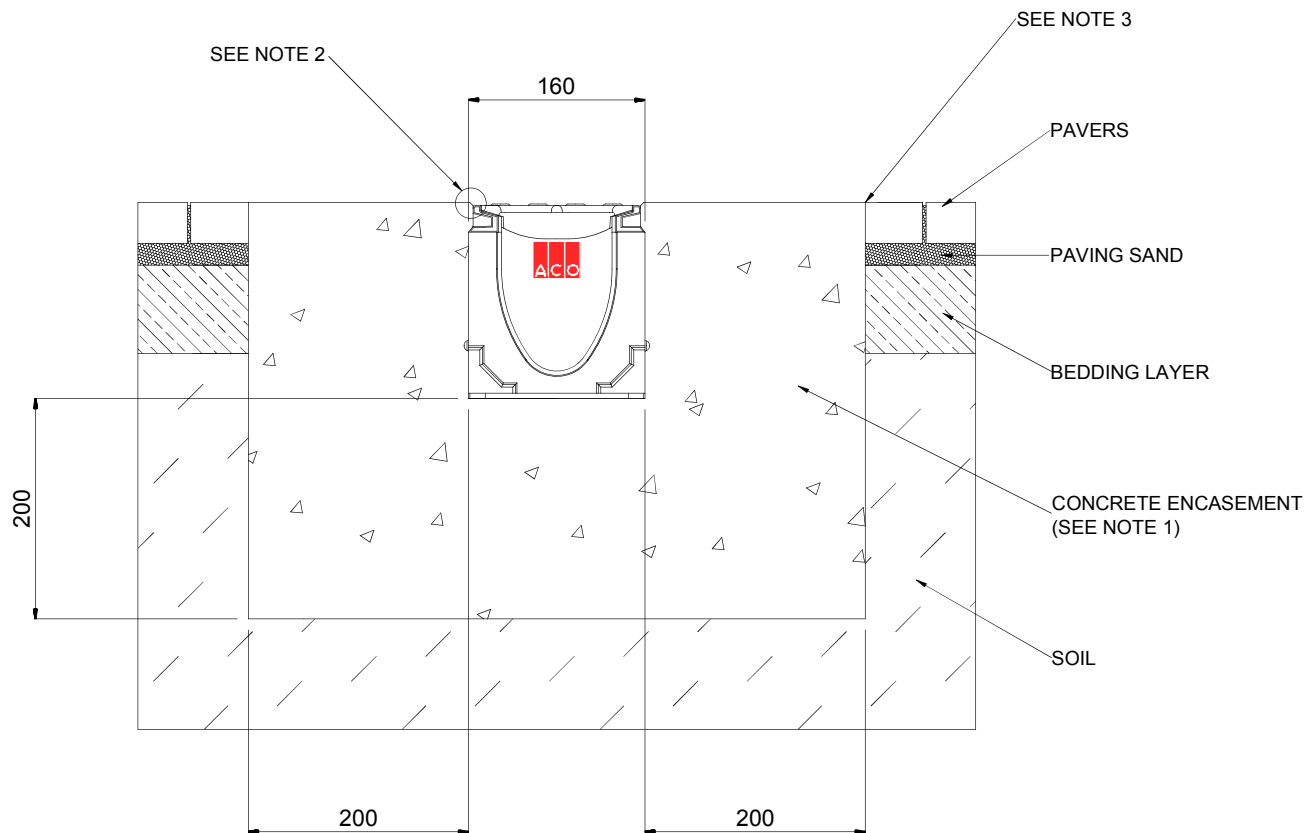 SEE NOTE 3
SEE NOTE 2
160
PAVERS
PAVING SAND
ACO
BEDDING LAYER
200
CONCRETE ENCASEMENT
(SEE NOTE 1)
SOIL
200
200